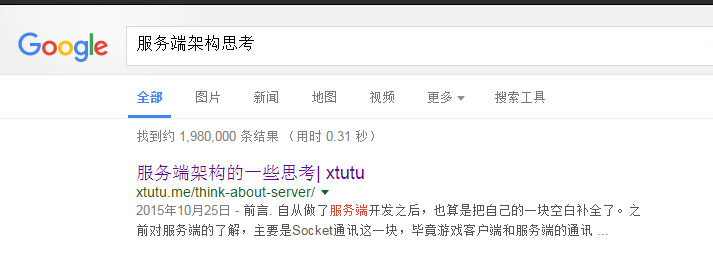 Google
服务端架构思考
全部 图片 新闻 地图 视频 更多 搜索工具
找到约 1,980,000 条结果 （用时 0.31 秒）
服务端架构的一些思考| xtutu
xtutu.me/think-about-server/
2015年10月25日 - 前言. 自从做了服务端开发之后，也算是把自己的一块空白补全了。之
前对服务端的了解，主要是Socket通讯这一块，毕竟游戏客户端和服务端的通讯 ...